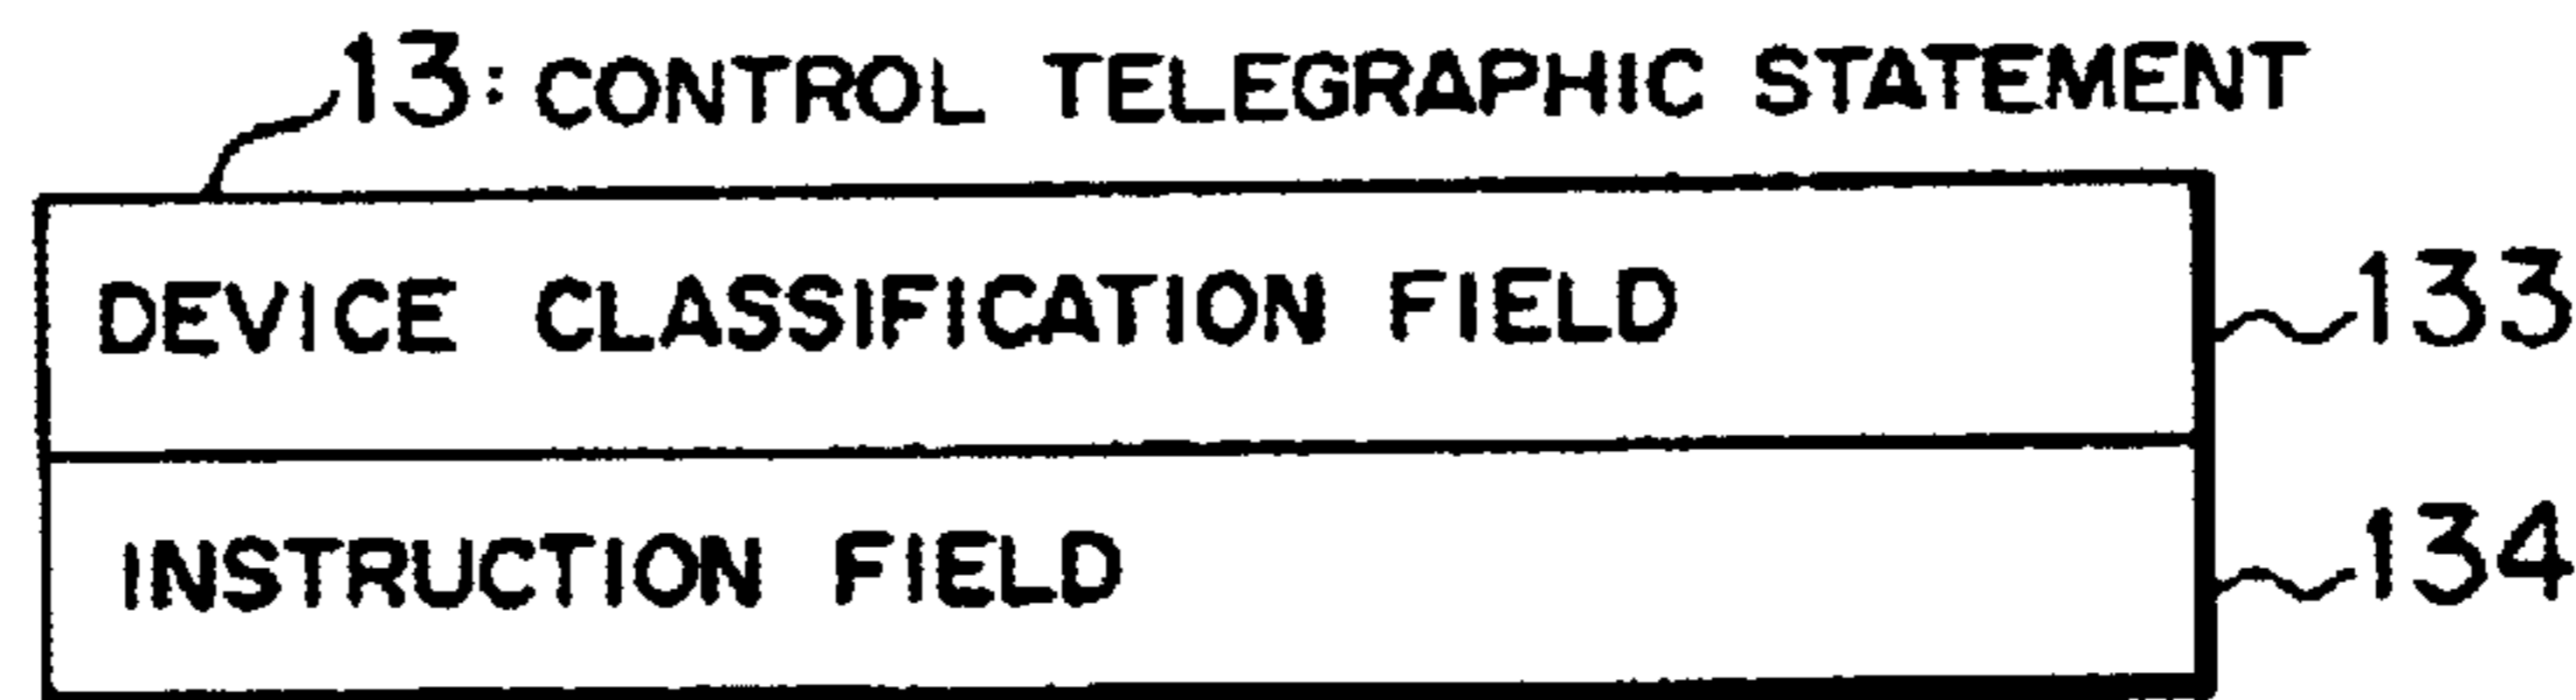 13: CONTROL TELEGRAPHIC STATEMENT
DEVICE CLASSIFICATION FIELD 133
INSTRUCTION FIELD 134